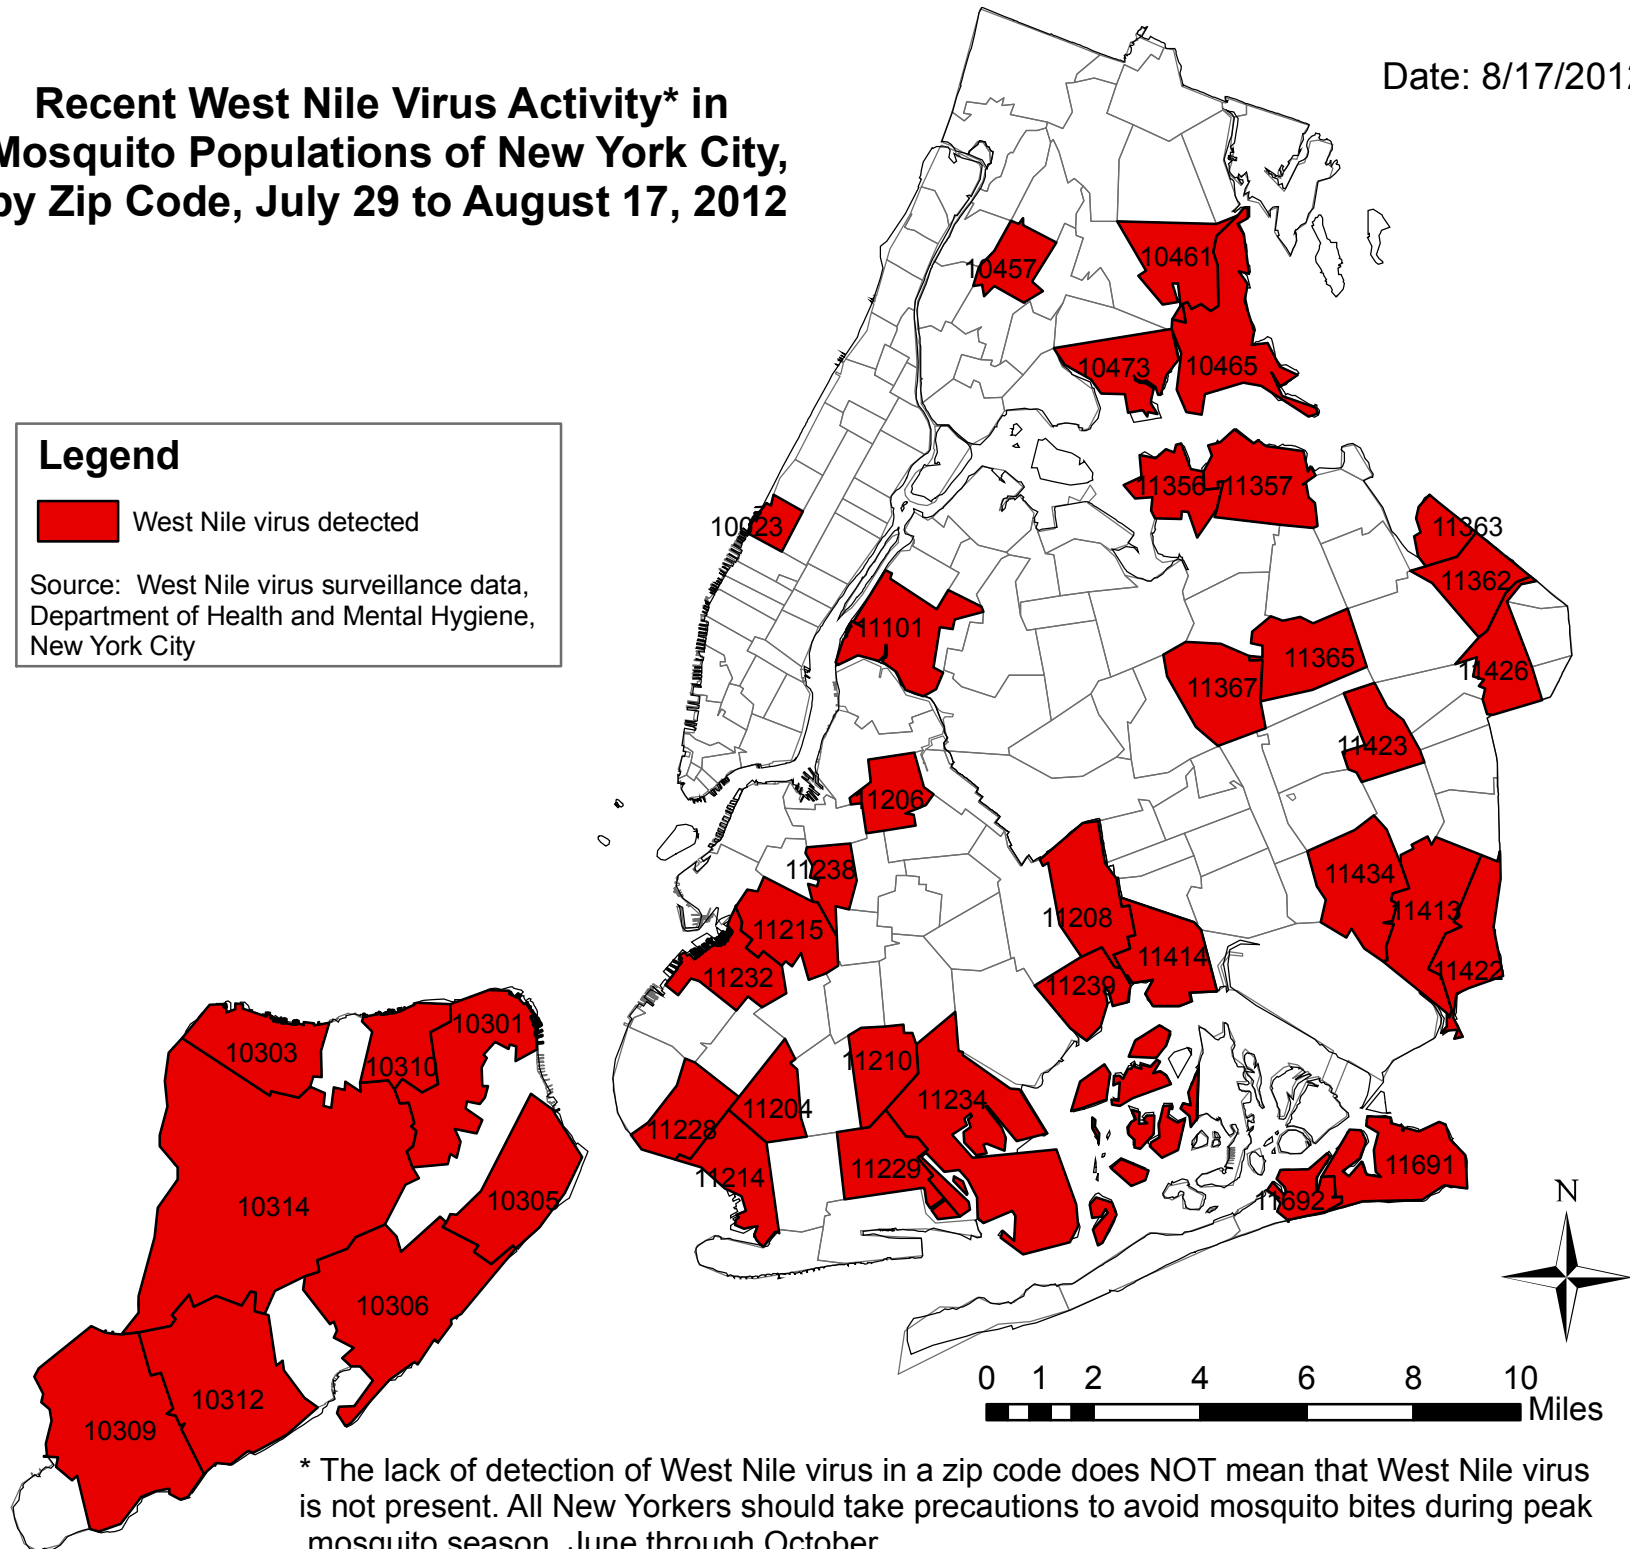 Date: 8/17/2012
Recent West Nile Virus Activity* in
Mosquito Populations of New York City,
by Zip Code, July 29 to August 17, 2012
Legend
West Nile virus detected
Source: West Nile virus surveillance data,
Department of Health and Mental Hygiene,
New York City
10457
10461
10473
10465
11356
11357
10023
11363
11362
11101
11365
11426
11367
11423
11206
11238
11434
11208
11413
11215
11414
11232
11239
11422
10301
10303
10310
11210
11234
11204
11228
11229
11214
11691
11692
10314
10305
10306
10312
10309
N
0 1 2 4 6 8 10
Miles
* The lack of detection of West Nile virus in a zip code does NOT mean that West Nile virus
is not present. All New Yorkers should take precautions to avoid mosquito bites during peak
mosquito season, June through October